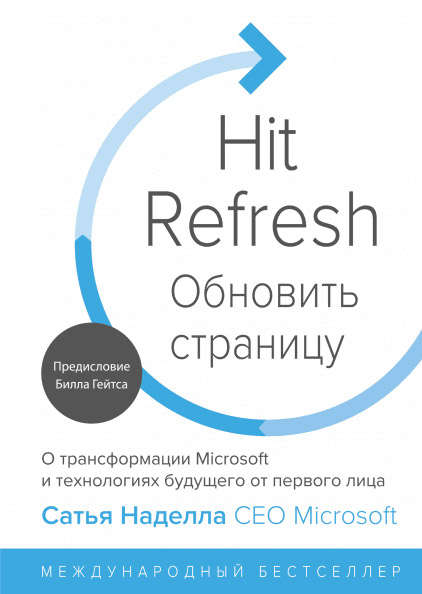 Hit
Refresh
Обновить
страницу
Предисловие
Билла Гейтса
О трансформации Microsoft
и технологиях будущего от первого лица
Сатья Наделла CEO Microsoft
МЕЖДУНАРОДНЫЙ БЕСТСЕЛЛЕР